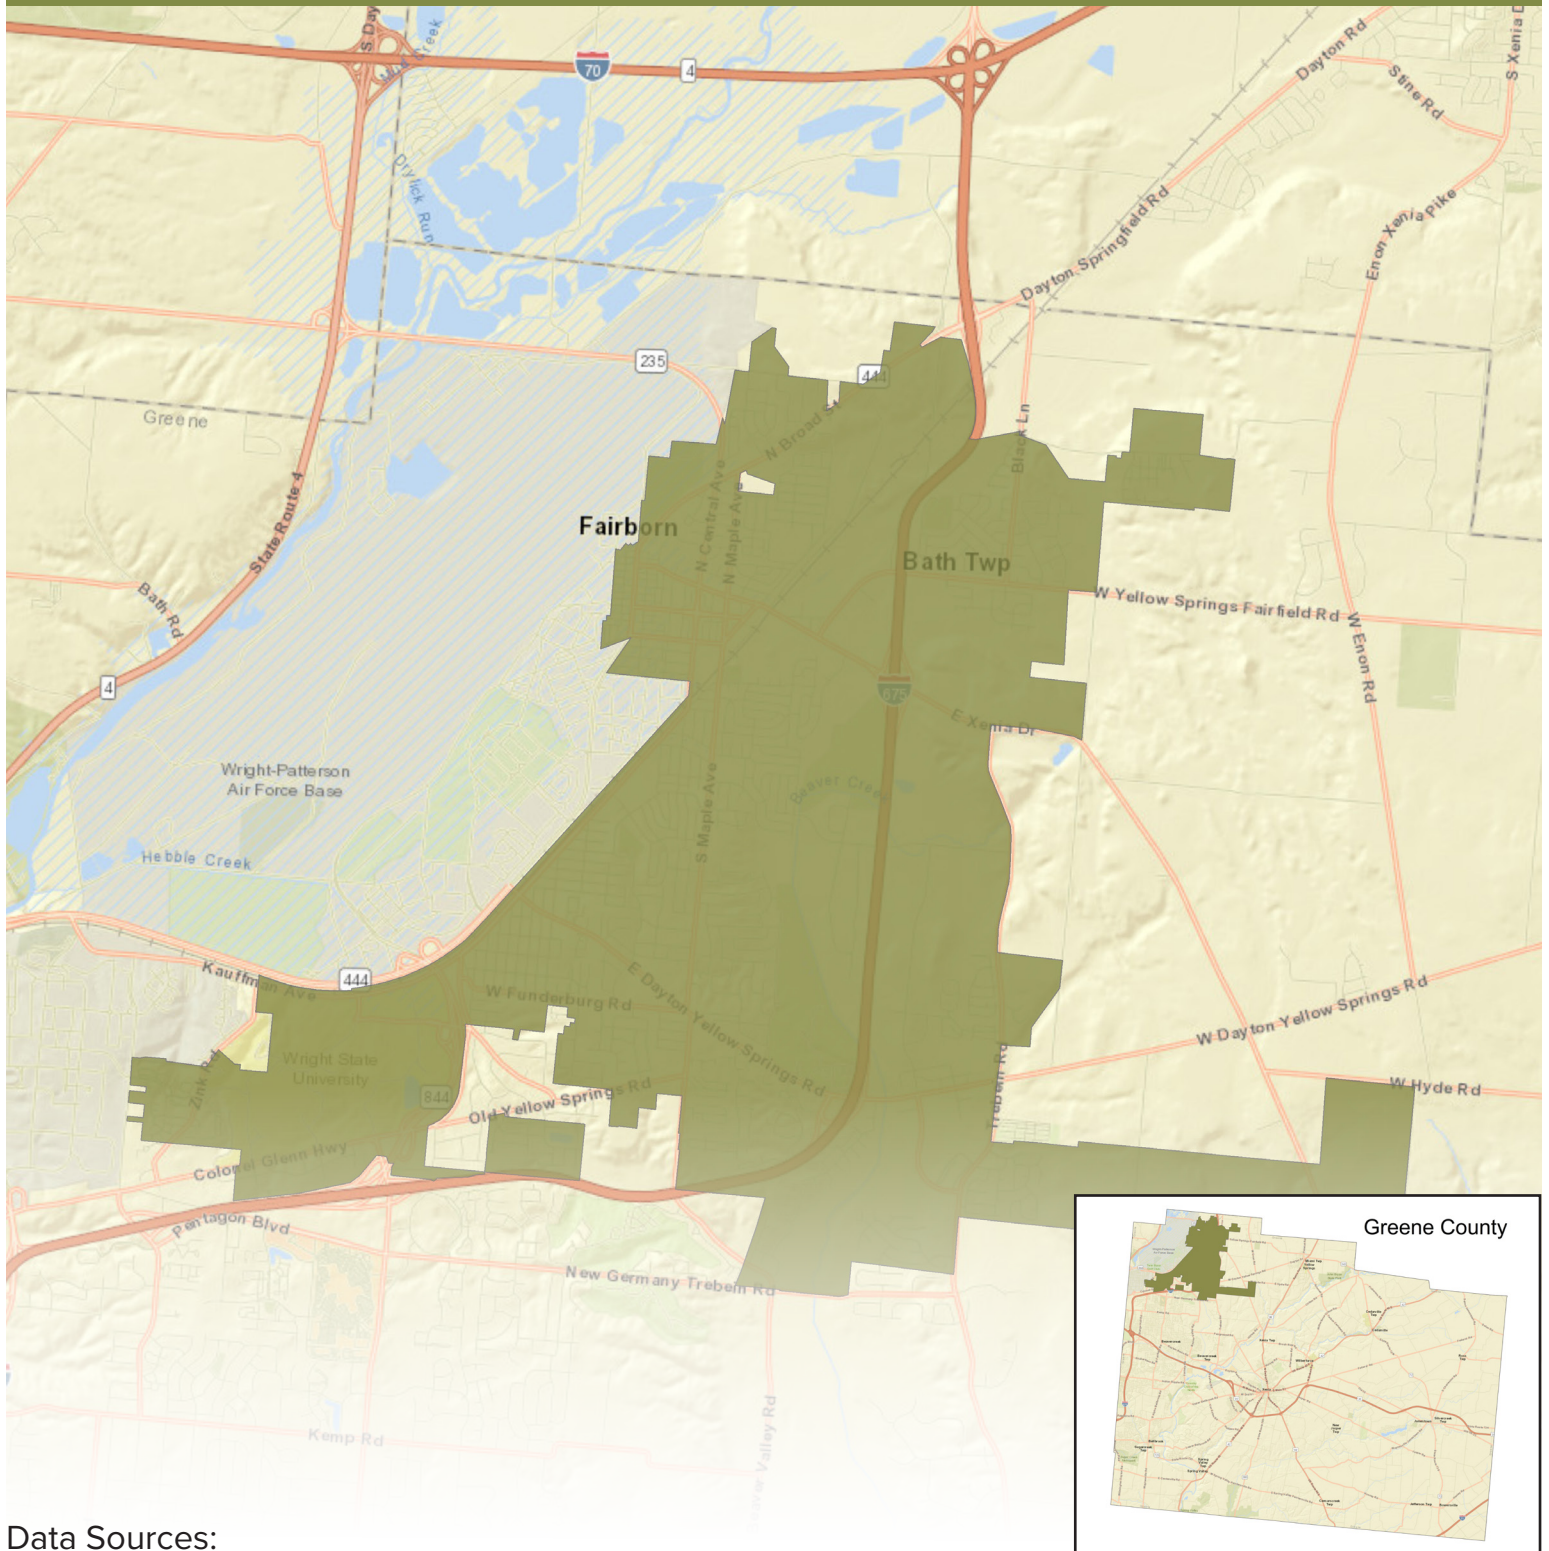 S Day
Mud Creek
70
4
Dayton Rd
Stine Rd
S Xenia D
Drylick Run
Enon Xenia Pike
Dayton Springfield Rd
235
444
Greene
N Broad St
Black Ln
State Route 4
N Central Ave
N Maple Ave
Fairborn
Bath Twp
Bath Rd
W Yellow Springs Fairfield Rd
W Enon Rd
4
675
E Xenia Dr
Wright-Patterson
Air Force Base
Beaver Creek
S Maple Ave
Hebble Creek
Kauffman Ave
444
W Funderburg Rd
E Dayton Yellow Springs Rd
W Dayton Yellow Springs Rd
Wright State
University
Zink Rd
844
Old Yellow Springs Rd
Trebein Rd
W Hyde Rd
Colonel Glenn Hwy
Pentagon Blvd
New Germany Trebein Rd
Greene County
Kemp Rd
aver Valley Rd
Data Sources: